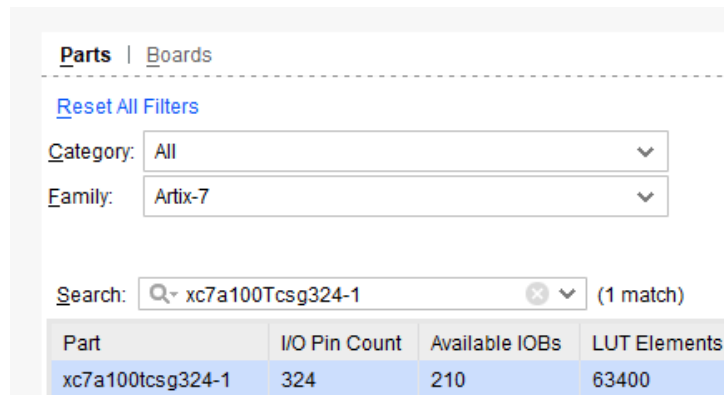 Parts | Boards
Reset All Filters
Category: All
Family: Artix-7
Search: xc7a100Tcsg324-1 (1 match)
Part I/O Pin Count Available IOBs LUT Elements
xc7a100tcsg324-1 324 210 63400